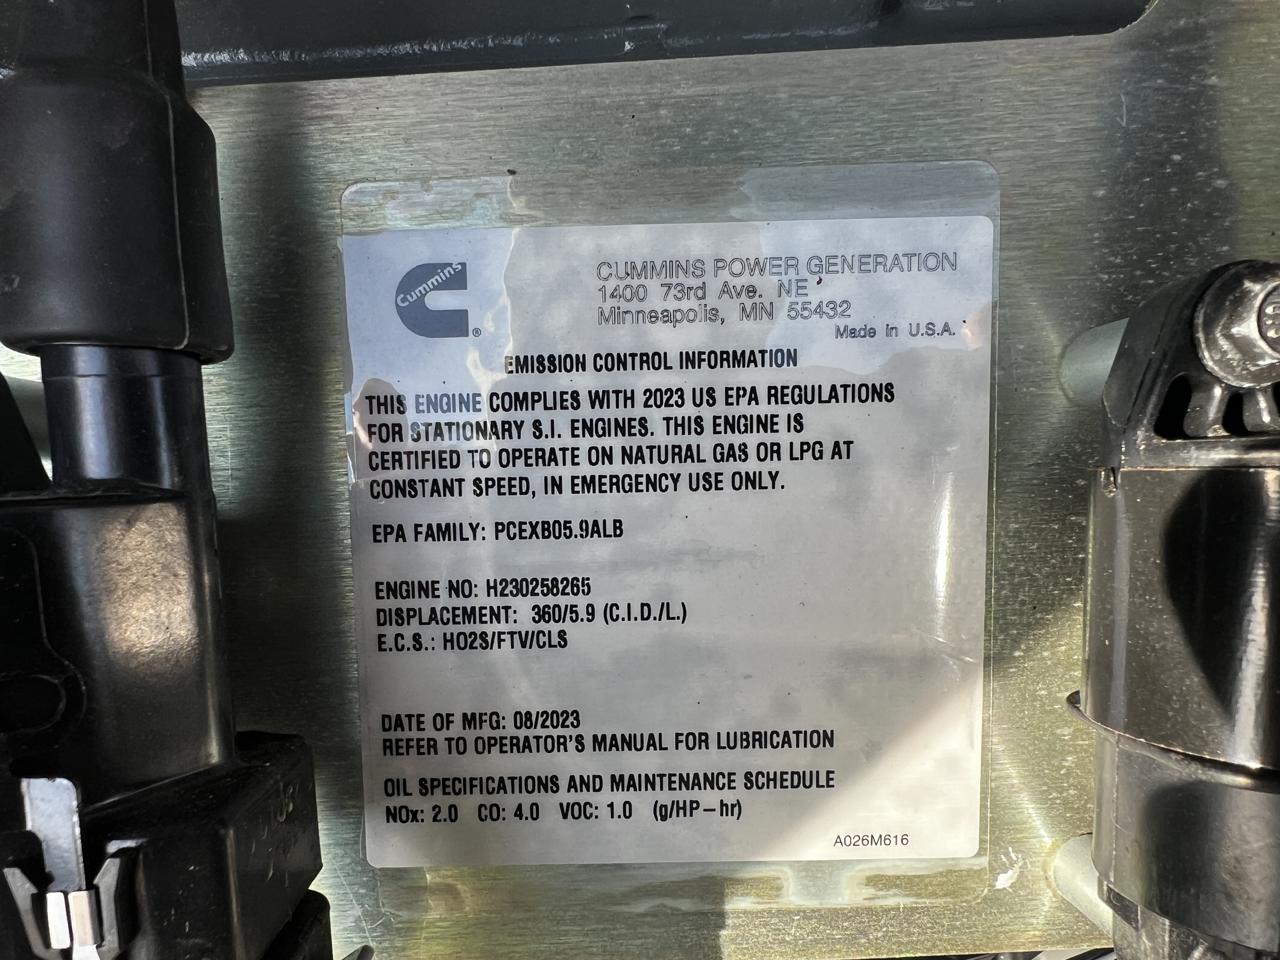 Cummins
®
CUMMINS POWER GENERATION
1400 73rd Ave. NE
Minneapolis, MN 55432
Made in U.S.A.
EMISSION CONTROL INFORMATION
THIS ENGINE COMPLIES WITH 2023 US EPA REGULATIONS
FOR STATIONARY S.I. ENGINES. THIS ENGINE IS
CERTIFIED TO OPERATE ON NATURAL GAS OR LPG AT
CONSTANT SPEED, IN EMERGENCY USE ONLY.
EPA FAMILY: PCEXB05.9ALB
ENGINE NO: H230258265
DISPLACEMENT: 360/5.9 (C.I.D./L.)
E.C.S.: HO2S/FTV/CLS
DATE OF MFG: 08/2023
REFER TO OPERATOR'S MANUAL FOR LUBRICATION
OIL SPECIFICATIONS AND MAINTENANCE SCHEDULE
NOx: 2.0 CO: 4.0 VOC: 1.0 (g/HP-hr)
A026M616